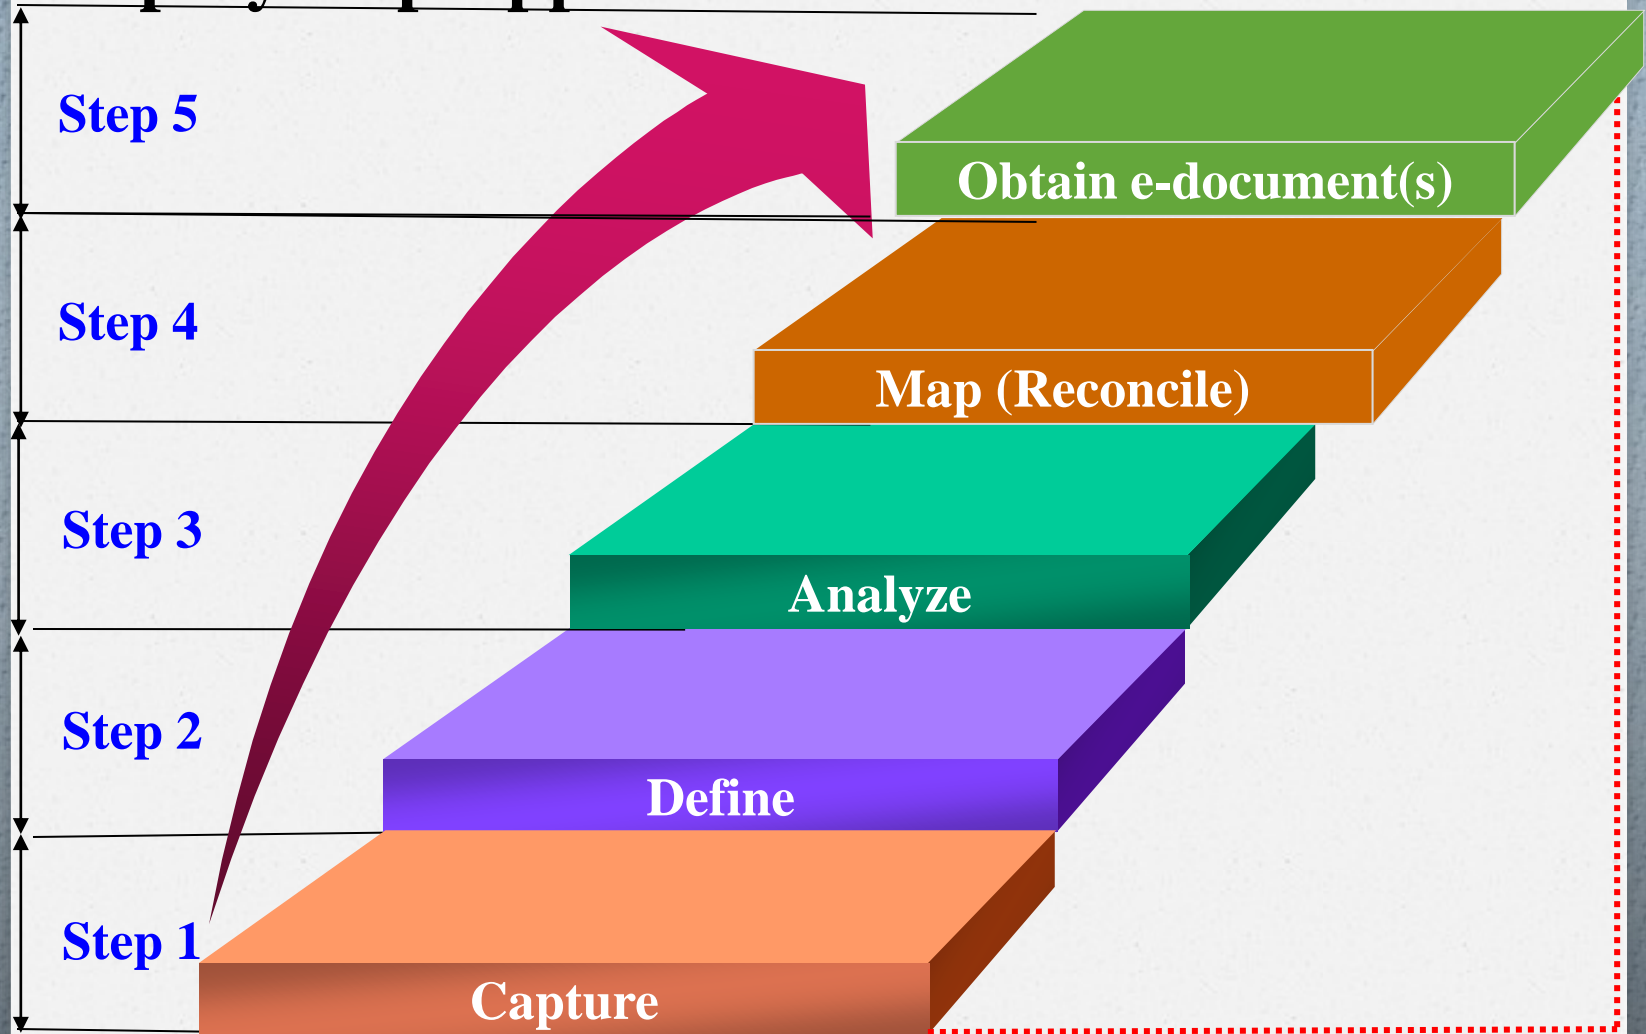 Step 5
Obtain e-document(s)
Step 4
Map (Reconcile)
Step 3
Analyze
Step 2
Define
Step 1
Capture